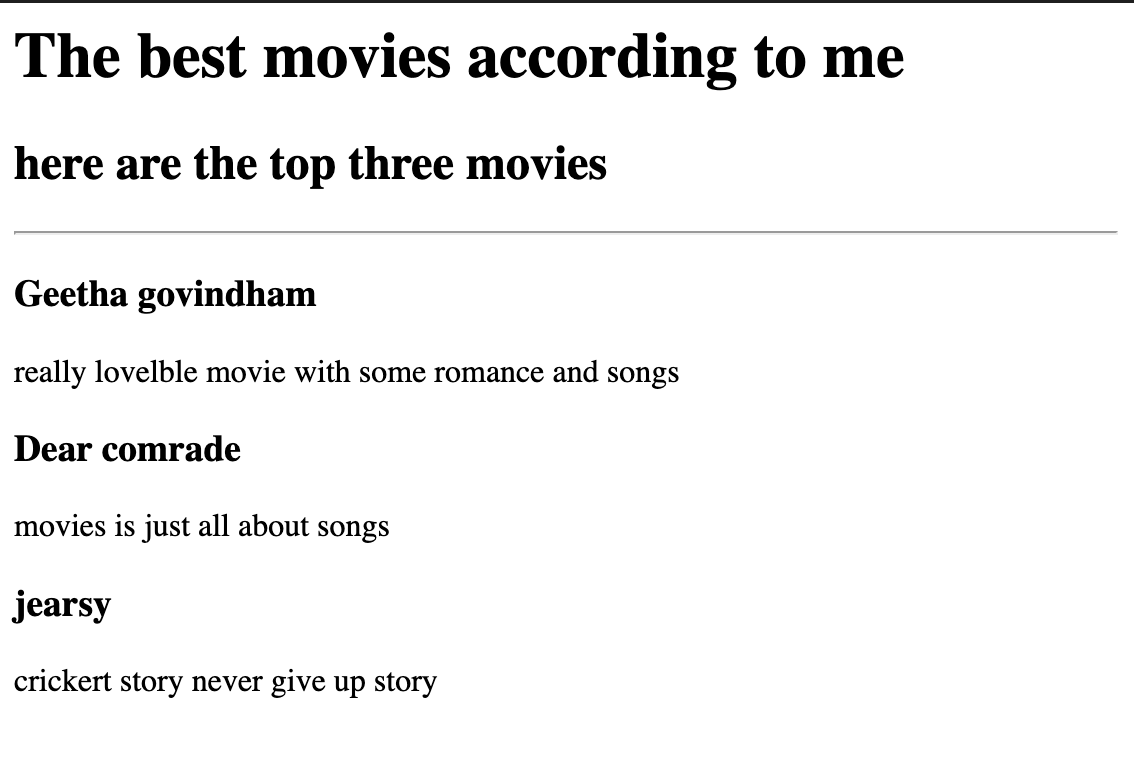 The best movies according to me
here are the top three movies
Geetha govindham
really lovelble movie with some romance and songs
Dear comrade
movies is just all about songs
jearsy
crickert story never give up story